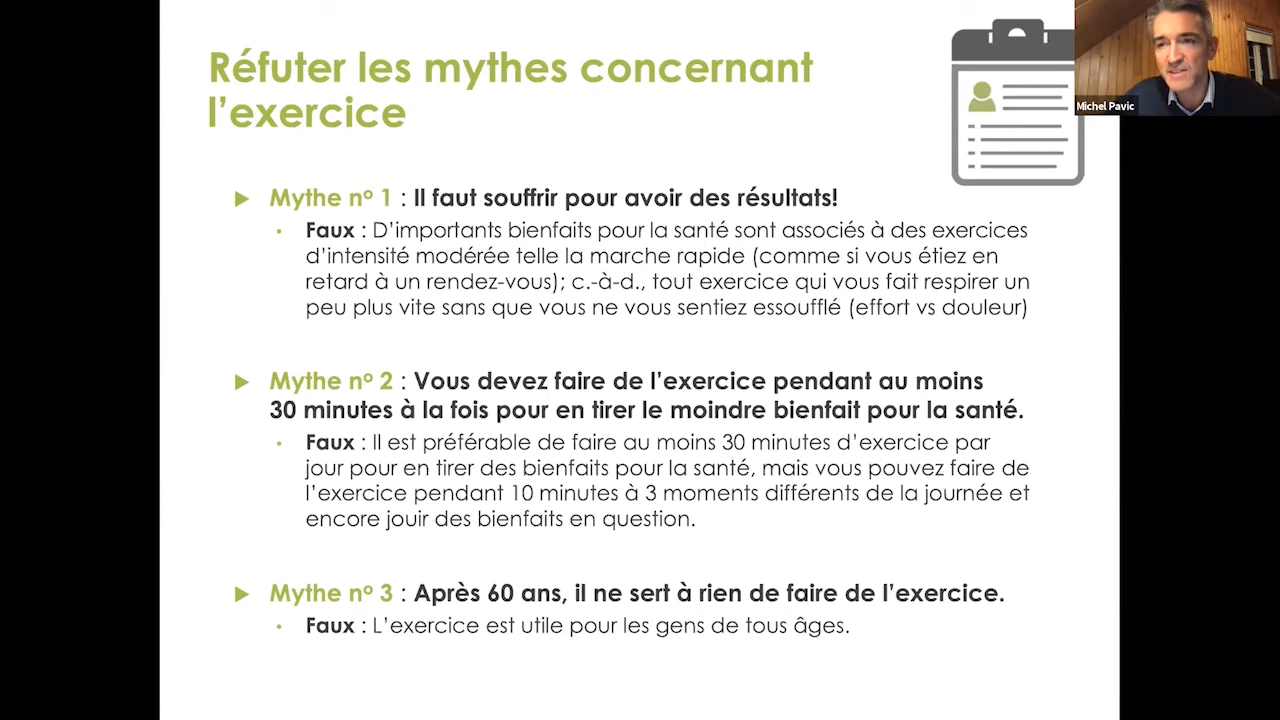 Réfuter les mythes concernant
l’exercice
Michel Pavic
Mythe nº 1 : Il faut souffrir pour avoir des résultats!
Faux : D’importants bienfaits pour la santé sont associés à des exercices
d’intensité modérée telle la marche rapide (comme si vous étiez en
retard à un rendez-vous); c.-à-d., tout exercice qui vous fait respirer un
peu plus vite sans que vous ne vous sentiez essoufflé (effort vs douleur)
Mythe nº 2 : Vous devez faire de l’exercice pendant au moins
30 minutes à la fois pour en tirer le moindre bienfait pour la santé.
Faux : Il est préférable de faire au moins 30 minutes d’exercice par
jour pour en tirer des bienfaits pour la santé, mais vous pouvez faire de
l’exercice pendant 10 minutes à 3 moments différents de la journée et
encore jouir des bienfaits en question.
Mythe nº 3 : Après 60 ans, il ne sert à rien de faire de l’exercice.
Faux : L’exercice est utile pour les gens de tous âges.